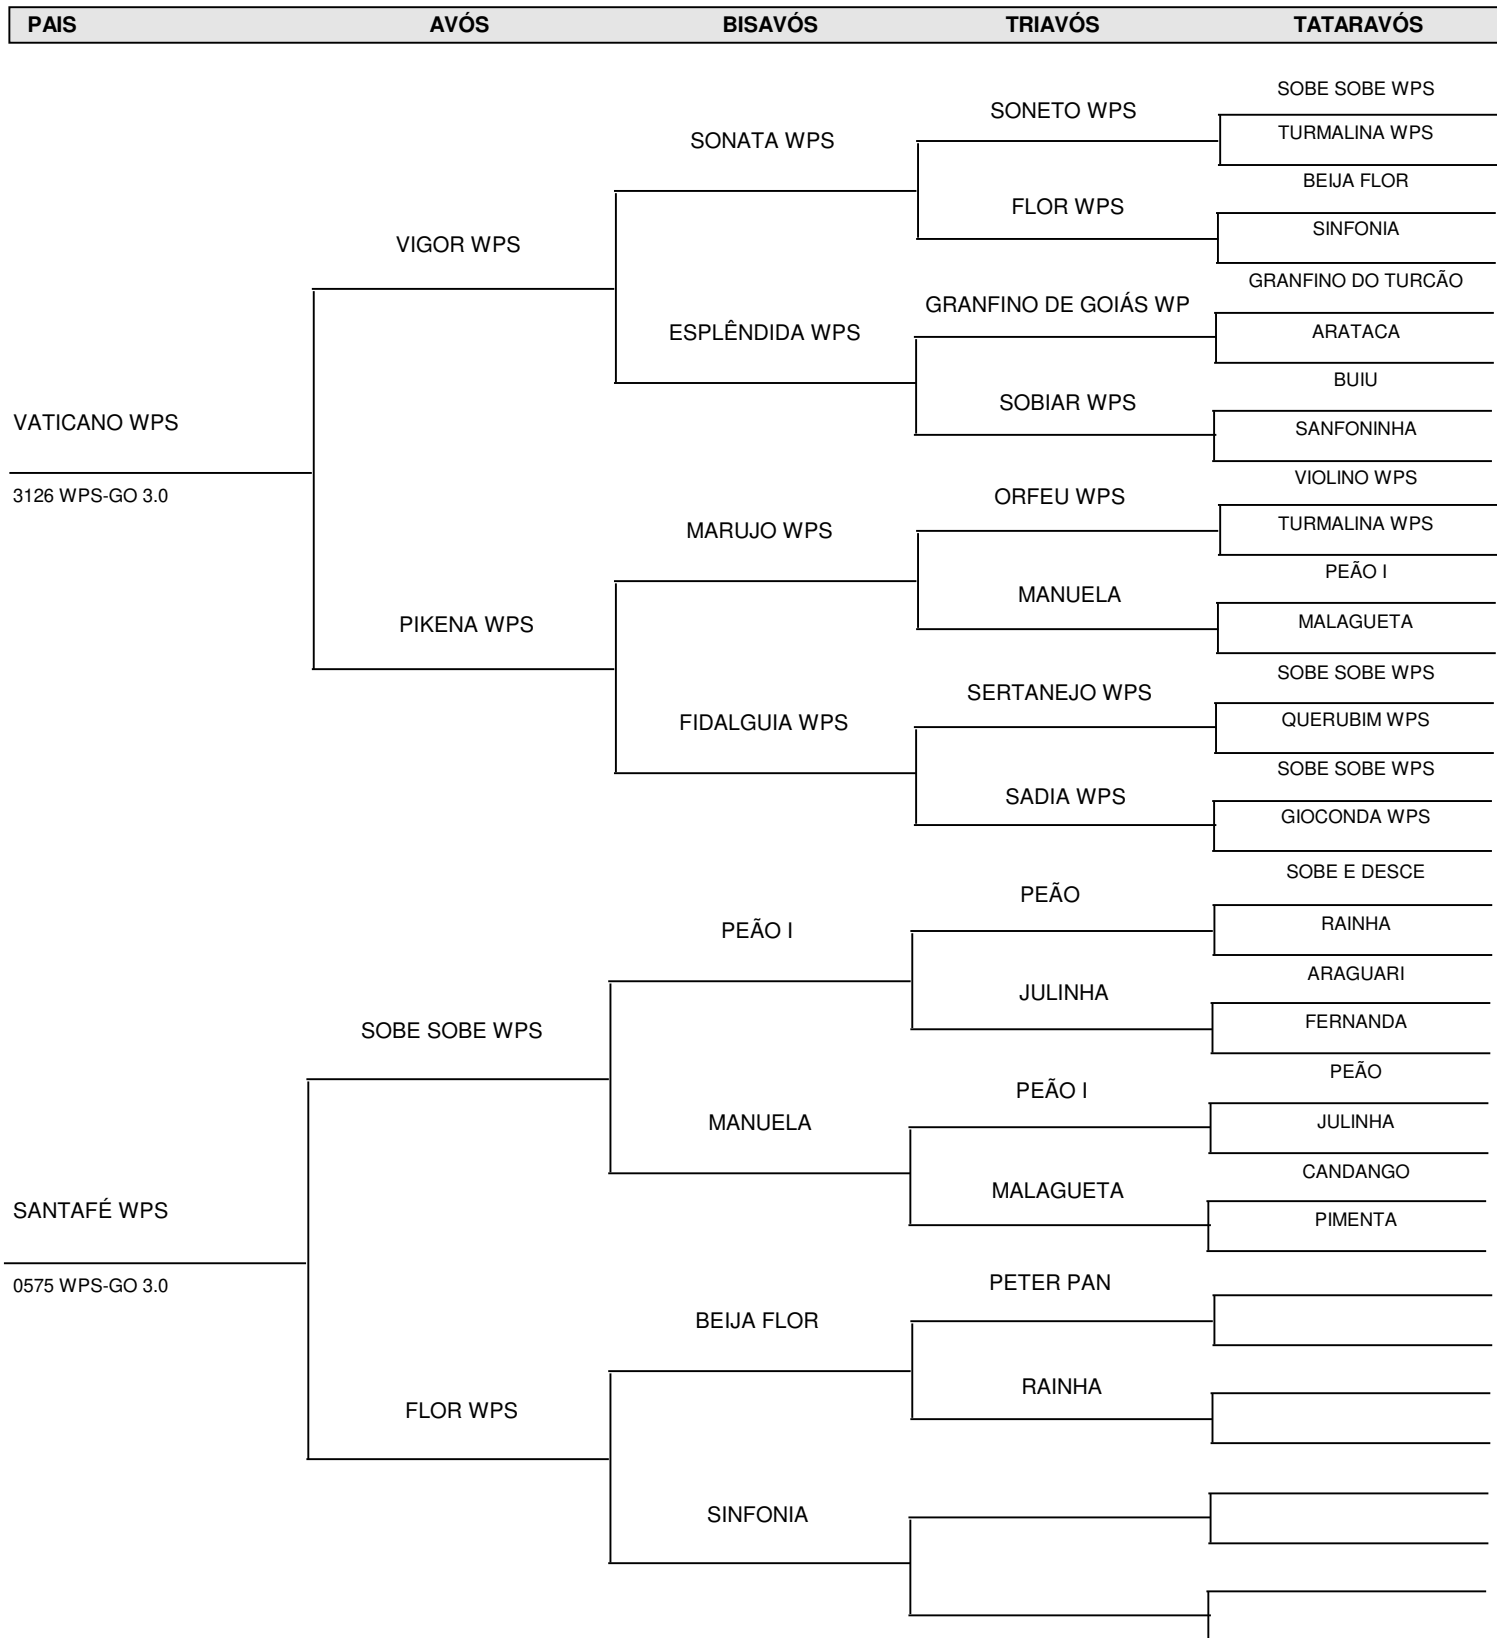 PAIS AVÓS BISAVÓS TRIAVÓS TATARAVÓS
SOBE SOBE WPS
SONETO WPS
TURMALINA WPS
SONATA WPS
BEIJA FLOR
FLOR WPS
SINFONIA
VIGOR WPS
GRANFINO DO TURCÃO
GRANFINO DE GOIÁS WP
ARATACA
ESPLÊNDIDA WPS
BUIU
SOBIAR WPS
SANFONINHA
VATICANO WPS
3126 WPS-GO 3.0
VIOLINO WPS
ORFEU WPS
TURMALINA WPS
MARUJO WPS
PEÃO I
MANUELA
MALAGUETA
PIKENA WPS
SOBE SOBE WPS
SERTANEJO WPS
QUERUBIM WPS
FIDALGUIA WPS
SOBE SOBE WPS
SADIA WPS
GIOCONDA WPS
SOBE E DESCE
PEÃO
RAINHA
PEÃO I
ARAGUARI
JULINHA
FERNANDA
SOBE SOBE WPS
PEÃO
PEÃO I
JULINHA
MANUELA
CANDANGO
MALAGUETA
PIMENTA
SANTAFÉ WPS
0575 WPS-GO 3.0
PETER PAN
BEIJA FLOR
RAINHA
FLOR WPS
SINFONIA